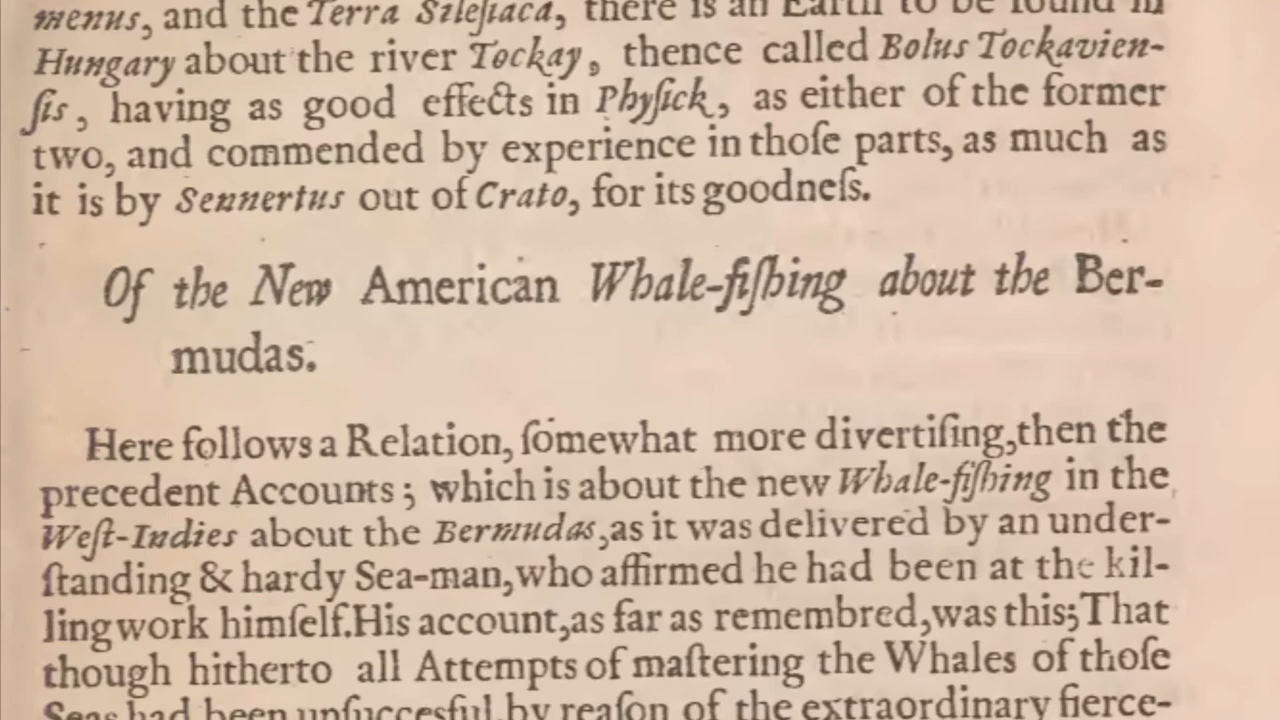 menus, and the Terra Sileſiaca, there is an Earth to be found in
Hungary about the river Tockay, thence called Bolus Tockavien-
ſis, having as good effects in Phyſick, as either of the former
two, and commended by experience in thoſe parts, as much as
it is by Sennertus out of Crato, for its goodneſs.
Of the New American Whale-fiſhing about the Ber-
mudas.
Here follows a Relation, ſomewhat more divertiſing, then the
precedent Accounts; which is about the new Whale-fiſhing in the
Weſt-Indies about the Bermudas, as it was delivered by an under-
ſtanding & hardy Sea-man, who affirmed he had been at the kil-
ling work himſelf. His account, as far as remembred, was this; That
though hitherto all Attempts of maſtering the Whales of thoſe
Seas had been unſuccesful, by reaſon of the extraordinary fierce-